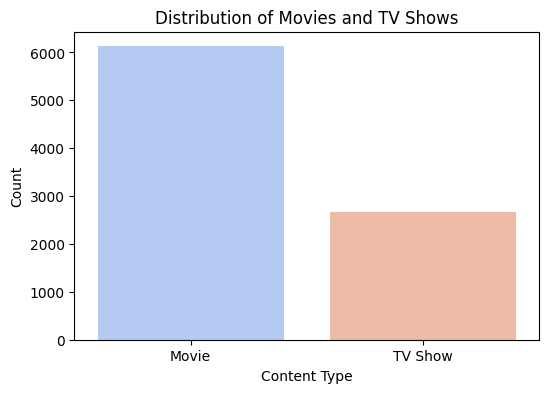 Distribution of Movies and TV Shows
6000
5000
4000
3000
2000
1000
0
Count
Movie
TV Show
Content Type